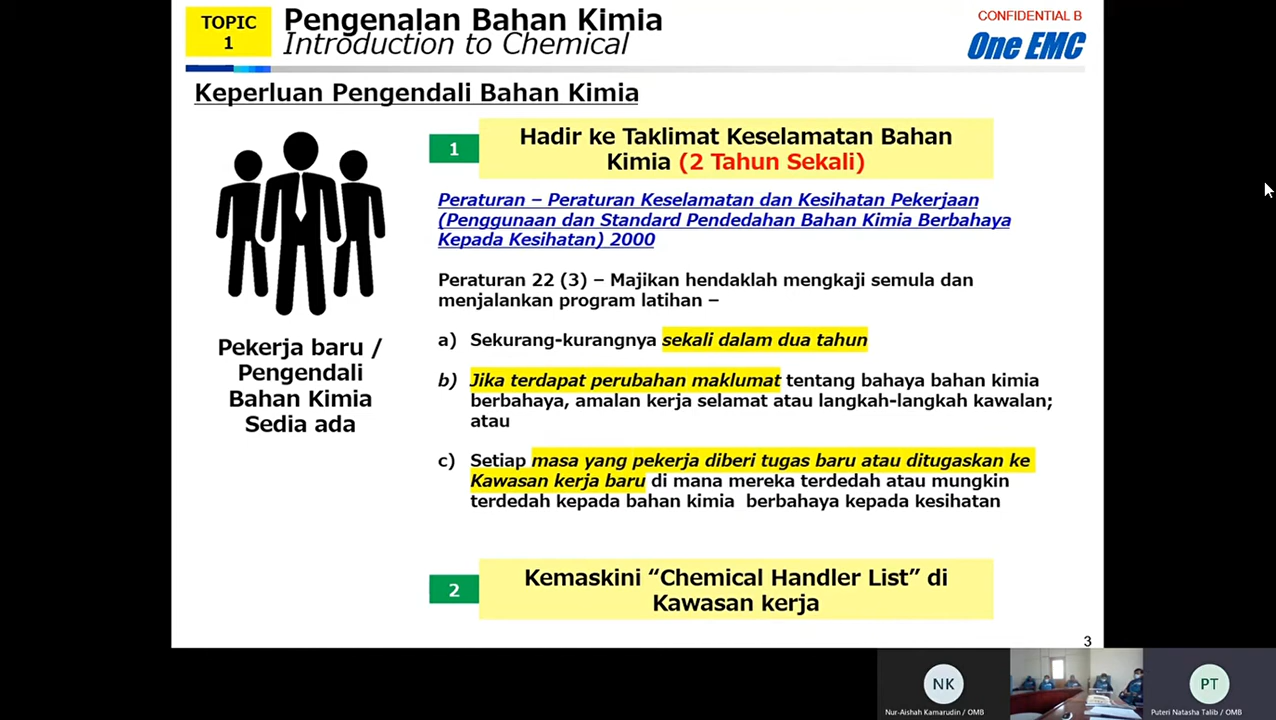 TOPIC
1
Pengenalan Bahan Kimia
Introduction to Chemical
CONFIDENTIAL B
One EMC
Keperluan Pengendali Bahan Kimia
1
Hadir ke Taklimat Keselamatan Bahan
Kimia (2 Tahun Sekali)
Peraturan – Peraturan Keselamatan dan Kesihatan Pekerjaan
(Penggunaan dan Standard Pendedahan Bahan Kimia Berbahaya
Kepada Kesihatan) 2000
Peraturan 22 (3) – Majikan hendaklah mengkaji semula dan
menjalankan program latihan –
a) Sekurang-kurangnya sekali dalam dua tahun
b) Jika terdapat perubahan maklumat tentang bahaya bahan kimia
berbahaya, amalan kerja selamat atau langkah-langkah kawalan;
atau
c) Setiap masa yang pekerja diberi tugas baru atau ditugaskan ke
Kawasan kerja baru di mana mereka terdedah atau mungkin
terdedah kepada bahan kimia berbahaya kepada kesihatan
Pekerja baru /
Pengendali
Bahan Kimia
Sedia ada
2
Kemaskini “Chemical Handler List” di
Kawasan kerja
3
NK
Nur-Aishah Kamarudin / OMB
PT
Puteri Natasha Talib / OMB